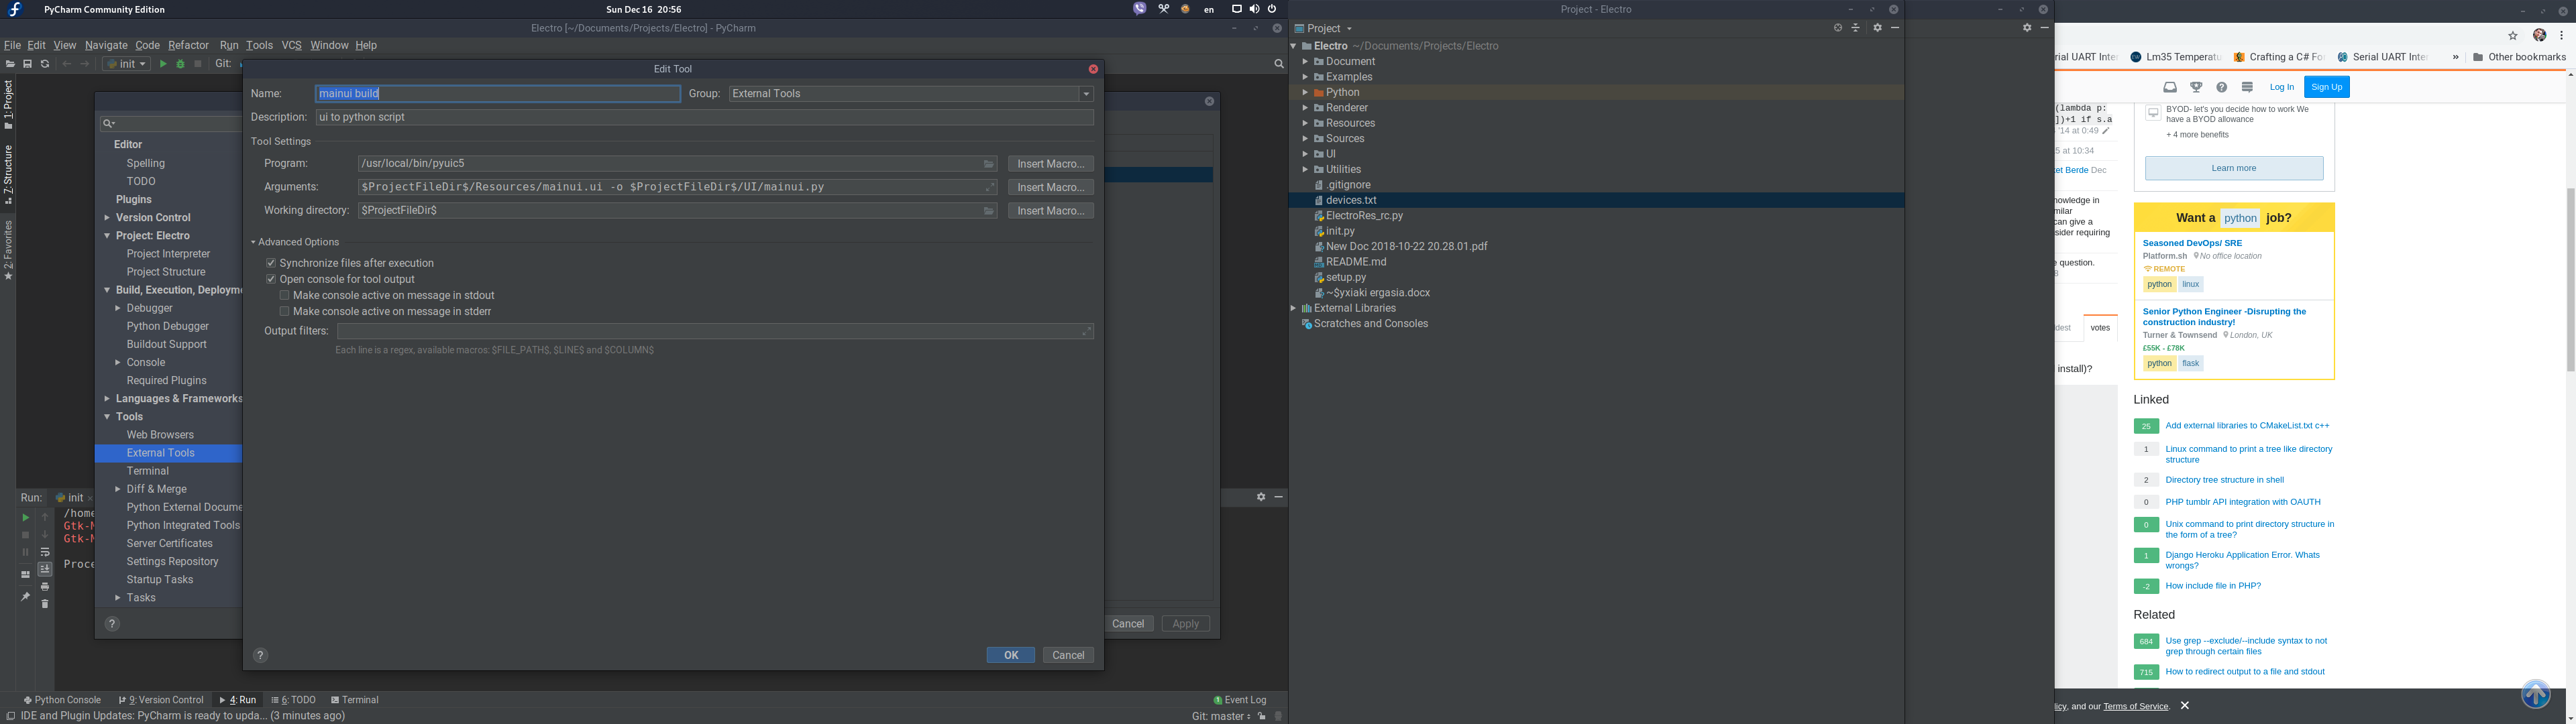 PyCharm Community Edition
Sun Dec 16 20:56
en
Electro [~/Documents/Projects/Electro] - PyCharm
File Edit View Navigate Code Refactor Run Tools VCS Window Help
init
Git:
1: Project
7: Structure
2: Favorites
Editor
Spelling
TODO
Plugins
Version Control
Project: Electro
Project Interpreter
Project Structure
Build, Execution, Deployme
Debugger
Python Debugger
Buildout Support
Console
Required Plugins
Languages & Frameworks
Tools
Web Browsers
External Tools
Terminal
Diff & Merge
Python External Docume
Python Integrated Tools
Server Certificates
Settings Repository
Startup Tasks
Tasks
?
Cancel
Apply
Edit Tool
Name: mainui build
Group: External Tools
Description: ui to python script
Tool Settings
Program: /usr/local/bin/pyuic5 Insert Macro...
Arguments: $ProjectFileDir$/Resources/mainui.ui -o $ProjectFileDir$/UI/mainui.py Insert Macro...
Working directory: $ProjectFileDir$ Insert Macro...
Advanced Options
Synchronize files after execution
Open console for tool output
Make console active on message in stdout
Make console active on message in stderr
Output filters:
Each line is a regex, available macros: $FILE_PATH$, $LINE$ and $COLUMN$
?
OK
Cancel
Run: init
/home
Gtk-M
Gtk-M
Proce
Python Console 9: Version Control 4: Run 6: TODO Terminal
1 Event Log
IDE and Plugin Updates: PyCharm is ready to upda... (3 minutes ago)
Git: master
Project - Electro
Project
Electro ~/Documents/Projects/Electro
Document
Examples
Python
Renderer
Resources
Sources
UI
Utilities
.gitignore
devices.txt
ElectroRes_rc.py
init.py
New Doc 2018-10-22 20.28.01.pdf
README.md
setup.py
~$yxiaki ergasia.docx
External Libraries
Scratches and Consoles
rial UART Inter
Lm35 Temperatu
Crafting a C# For
Serial UART Inte
»
Other bookmarks
Log In
Sign Up
(lambda p:
])+1 if s.a
'14 at 0:49
5 at 10:34
ket Berde Dec
nowledge in
milar
can give a
sider requiring
e question.
8
dest
votes
install)?
BYOD- let's you decide how to work We
have a BYOD allowance
+ 4 more benefits
Learn more
Want a python job?
Seasoned DevOps/ SRE
Platform.sh No office location
REMOTE
python linux
Senior Python Engineer -Disrupting the
construction industry!
Turner & Townsend London, UK
£55K - £78K
python flask
Linked
25 Add external libraries to CMakeList.txt c++
1 Linux command to print a tree like directory
structure
2 Directory tree structure in shell
0 PHP tumblr API integration with OAUTH
0 Unix command to print directory structure in
the form of a tree?
1 Django Heroku Application Error. Whats
wrongs?
-2 How include file in PHP?
Related
684 Use grep --exclude/--include syntax to not
grep through certain files
715 How to redirect output to a file and stdout
licy, and our Terms of Service.